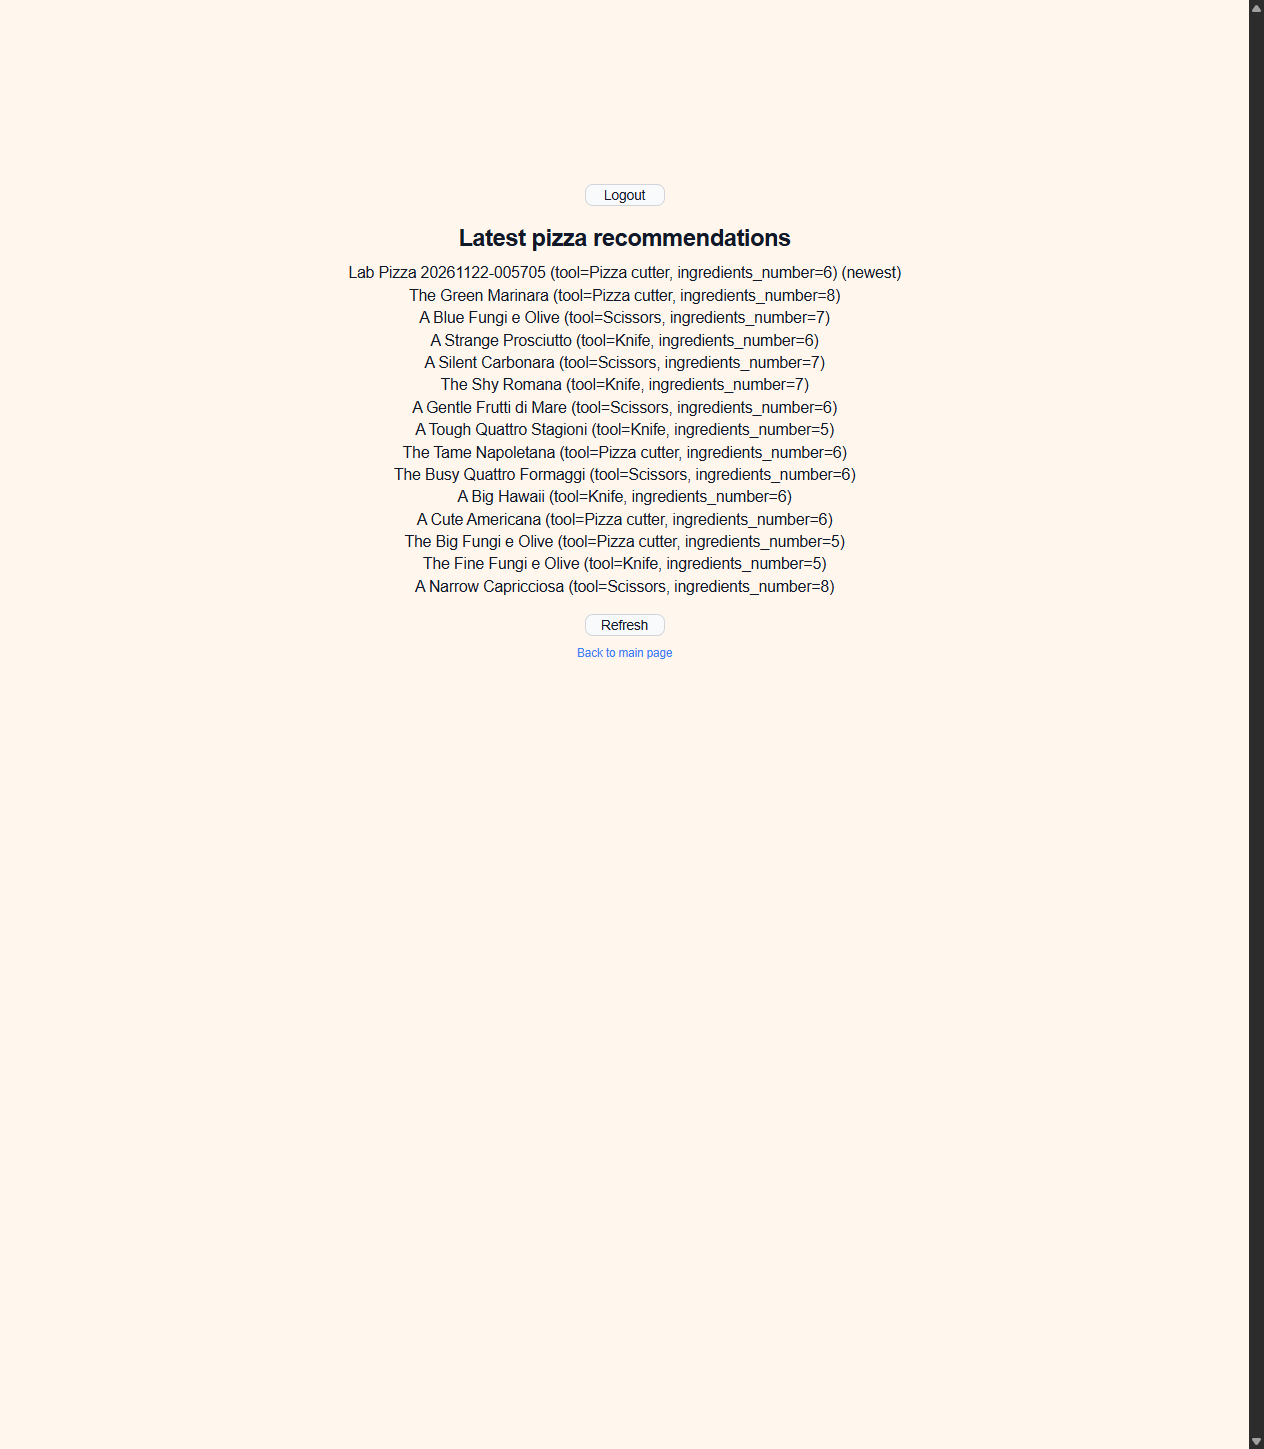 Logout
Latest pizza recommendations
Lab Pizza 20261122-005705 (tool=Pizza cutter, ingredients_number=6) (newest)
The Green Marinara (tool=Pizza cutter, ingredients_number=8)
A Blue Fungi e Olive (tool=Scissors, ingredients_number=7)
A Strange Prosciutto (tool=Knife, ingredients_number=6)
A Silent Carbonara (tool=Scissors, ingredients_number=7)
The Shy Romana (tool=Knife, ingredients_number=7)
A Gentle Frutti di Mare (tool=Scissors, ingredients_number=6)
A Tough Quattro Stagioni (tool=Knife, ingredients_number=5)
The Tame Napoletana (tool=Pizza cutter, ingredients_number=6)
The Busy Quattro Formaggi (tool=Scissors, ingredients_number=6)
A Big Hawaii (tool=Knife, ingredients_number=6)
A Cute Americana (tool=Pizza cutter, ingredients_number=6)
The Big Fungi e Olive (tool=Pizza cutter, ingredients_number=5)
The Fine Fungi e Olive (tool=Knife, ingredients_number=5)
A Narrow Capricciosa (tool=Scissors, ingredients_number=8)
Refresh
Back to main page